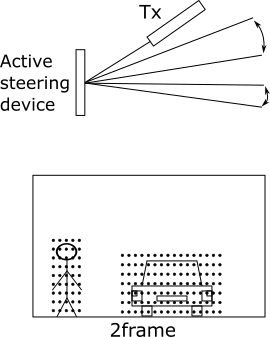 Tx
Active
steering
device
2frame